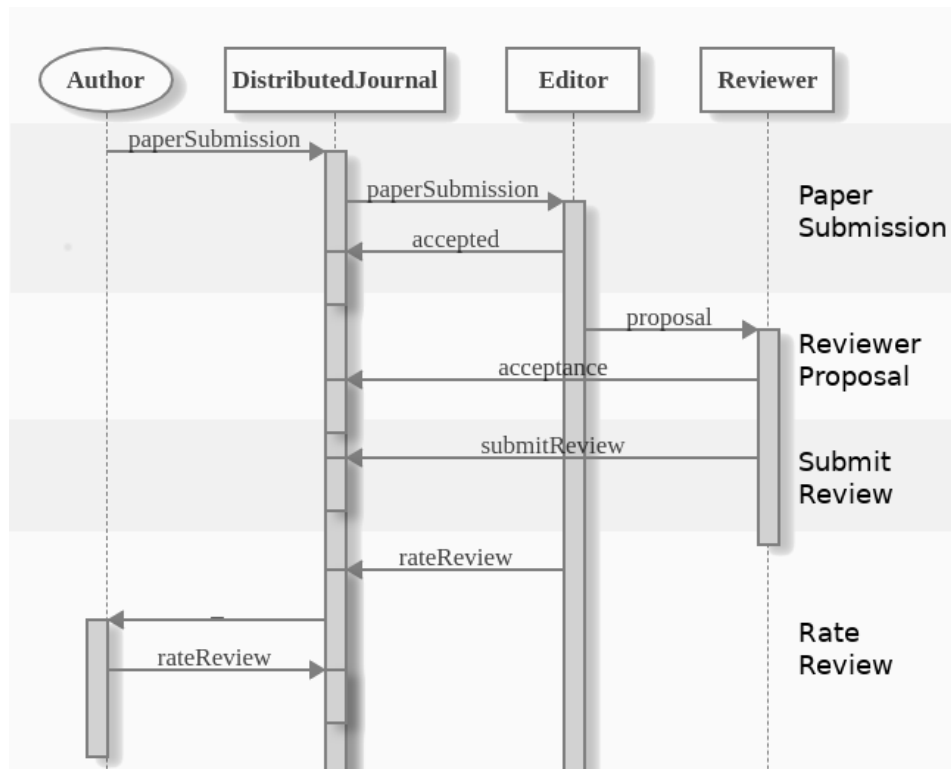 Author
DistributedJournal
Editor
Reviewer
paperSubmission
paperSubmission
accepted
Paper
Submission
proposal
acceptance
Reviewer
Proposal
submitReview
Submit
Review
rateReview
_
rateReview
Rate
Review